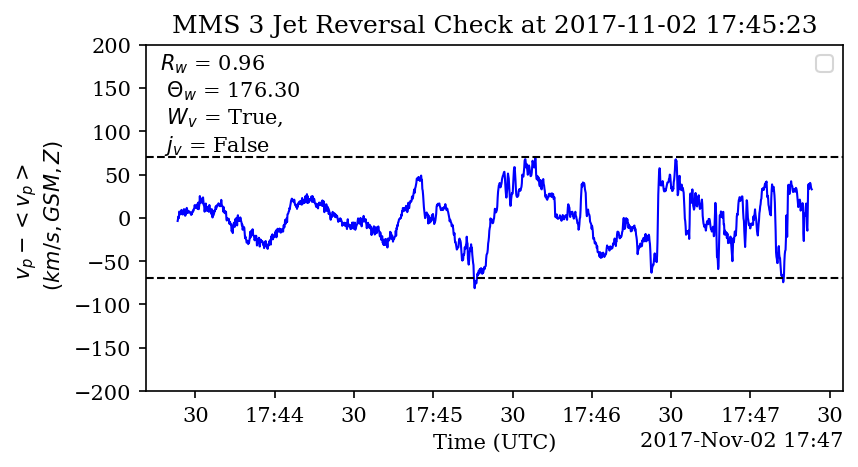 MMS 3 Jet Reversal Check at 2017-11-02 17:45:23
200
150
100
50
0
−50
−100
−150
−200
v_p − < v_p >
(km/s, GSM, Z)
R_w = 0.96
Θ_w = 176.30
W_v = True,
j_v = False
30 17:44 30 17:45 30 17:46 30 17:47 30
Time (UTC)
2017-Nov-02 17:47